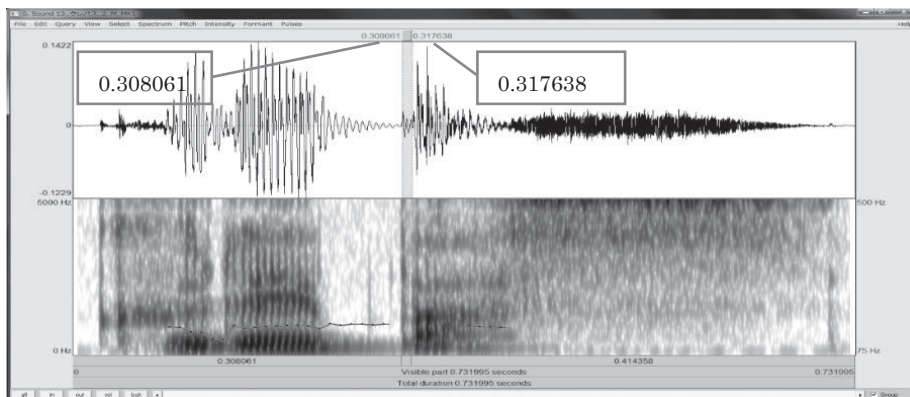 File Edit Query View Select Spectrum Pitch Intensity Formant Pulses
Help
0.308061 0.317638
0.1422
0.308061
0.317638
0
-0.1229
5000 Hz
500 Hz
0 Hz
75 Hz
0.308061
0.414358
0
Visible part 0.731995 seconds
0.731995
Total duration 0.731995 seconds
all in out sel bak
Group